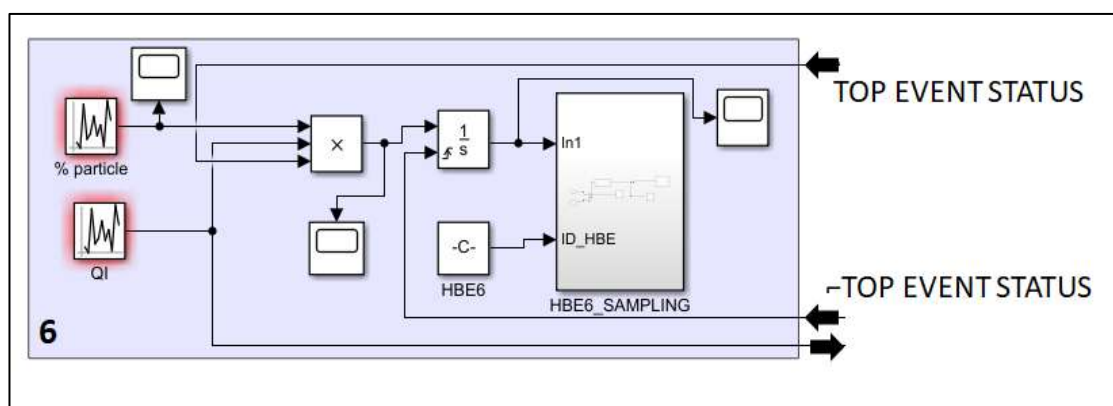 TOP EVENT STATUS
% particle
×
1
s
In1
QI
-C-
ID_HBE
HBE6
HBE6_SAMPLING
⌐TOP EVENT STATUS
6